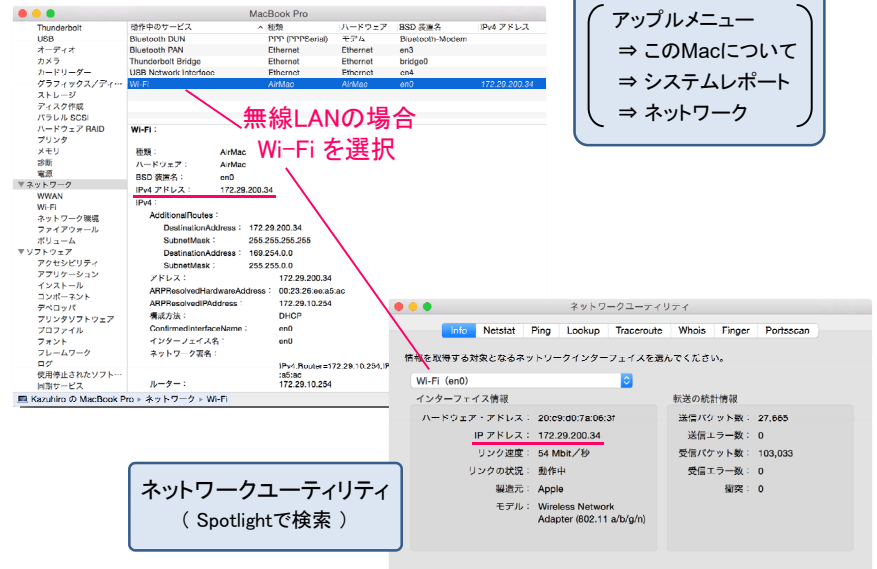 MacBook Pro
Thunderbolt
USB
オーディオ
カメラ
カードリーダー
グラフィックス／ディ…
ストレージ
ディスク作成
パラレル SCSI
ハードウェア RAID
プリンタ
メモリ
診断
電源
▼ネットワーク
WWAN
Wi-Fi
ネットワーク環境
ファイアウォール
ボリューム
▼ソフトウェア
アクセシビリティ
アプリケーション
インストール
コンポーネント
デベロッパ
プリンタソフトウェア
プロファイル
フォント
フレームワーク
ログ
使用停止されたソフト…
同期サービス
稼作中のサービス 種類 ハードウェア BSD 装置名 IPv4 アドレス
Bluetooth DUN PPP (PPPSerial) モデム Bluetooth-Modem
Bluetooth PAN Ethernet Ethernet en3
Thunderbolt Bridge Ethernet Ethernet bridge0
USB Network Interface Ethernet Ethernet en4
Wi-Fi AirMac AirMac en0 172.29.200.34
Wi-Fi：
種類： AirMac
ハードウェア： AirMac
BSD 装置名： en0
IPv4 アドレス： 172.29.200.34
IPv4：
AdditionalRoutes：
DestinationAddress： 172.29.200.34
SubnetMask： 255.255.255.255
DestinationAddress： 169.254.0.0
SubnetMask： 255.255.0.0
アドレス： 172.29.200.34
ARPResolvedHardwareAddress： 00:23:26:ee:a5:ac
ARPResolvedIPAddress： 172.29.10.254
構成方法： DHCP
ConfirmedInterfaceName： en0
インターフェイス名： en0
ネットワーク署名：
IPv4.Router=172.29.10.254;IP
:a5:ac
ルーター： 172.29.10.254
Kazuhiro の MacBook Pro ▸ ネットワーク ▸ Wi-Fi
無線LANの場合
Wi-Fi を選択
アップルメニュー
⇒ このMacについて
⇒ システムレポート
⇒ ネットワーク
ネットワークユーティリティ
Info Netstat Ping Lookup Traceroute Whois Finger Portscan
情報を取得する対象となるネットワークインターフェイスを選んでください。
Wi-Fi（en0）
インターフェイス情報
ハードウェア・アドレス： 20:c9:d0:7a:06:3f
IP アドレス： 172.29.200.34
リンク速度： 54 Mbit／秒
リンクの状況： 動作中
製造元： Apple
モデル： Wireless Network
Adapter (802.11 a/b/g/n)
転送の統計情報
送信パケット数： 27,665
送信エラー数： 0
受信パケット数： 103,033
受信エラー数： 0
衝突： 0
ネットワークユーティリティ
（ Spotlightで検索 ）